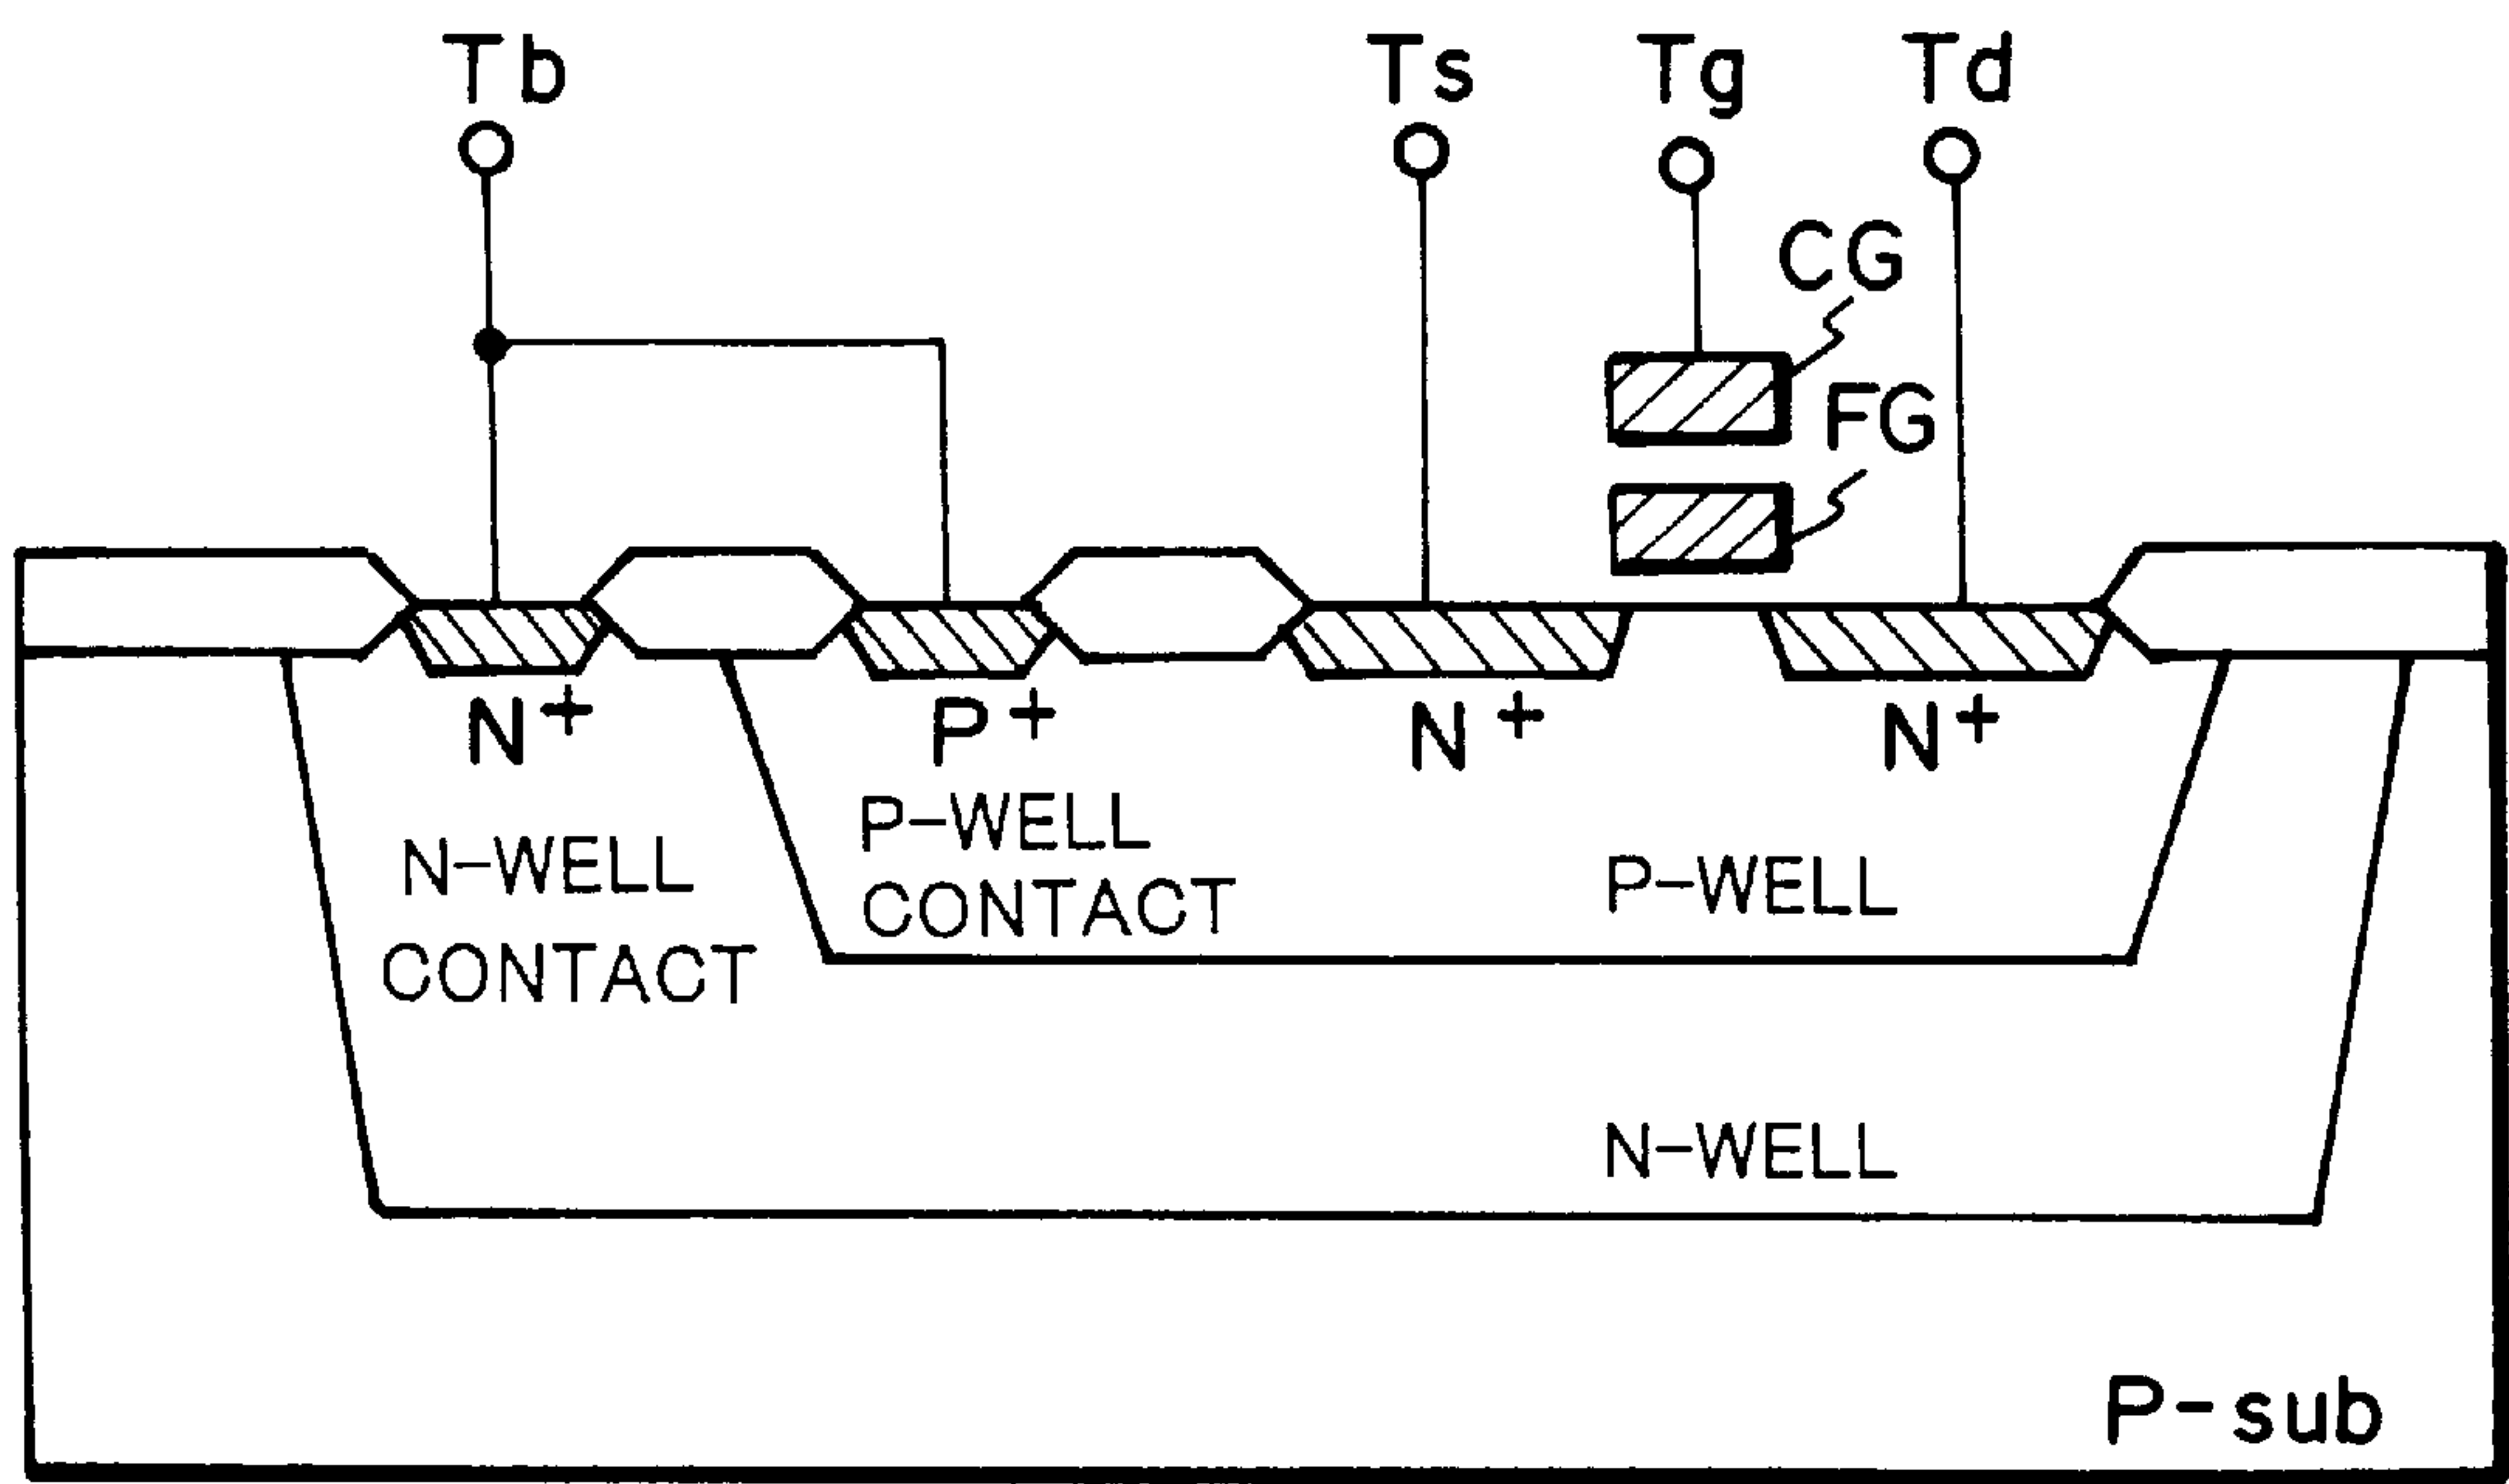 Tb
Ts
Tg
Td
CG
FG
N+
P+
N+
N+
N-WELL
CONTACT
P-WELL
CONTACT
P-WELL
N-WELL
P-sub